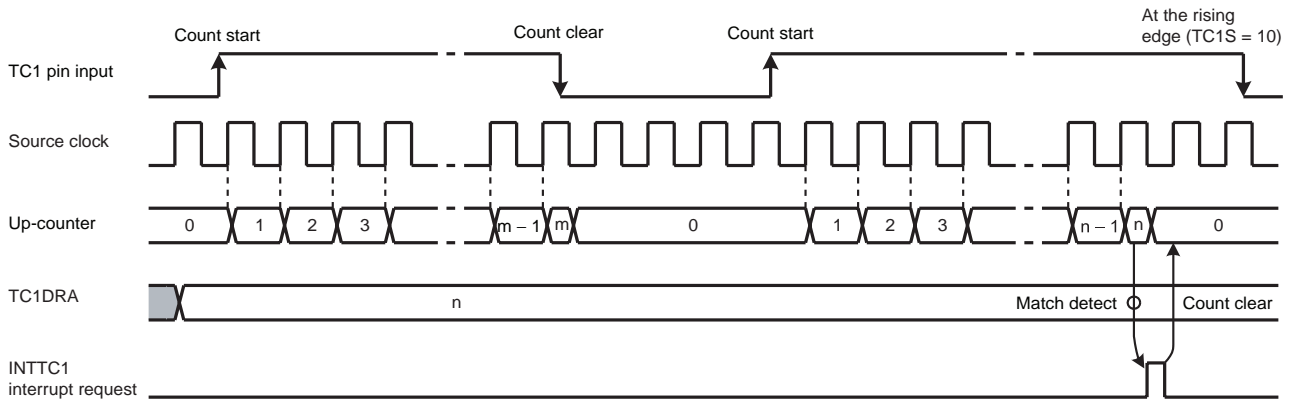 At the rising
edge (TC1S = 10)
Count start
Count clear
Count start
TC1 pin input
Source clock
Up-counter
0
1
2
3
m – 1
m
0
1
2
3
n – 1
n
0
TC1DRA
n
Match detect
Count clear
INTTC1
interrupt request